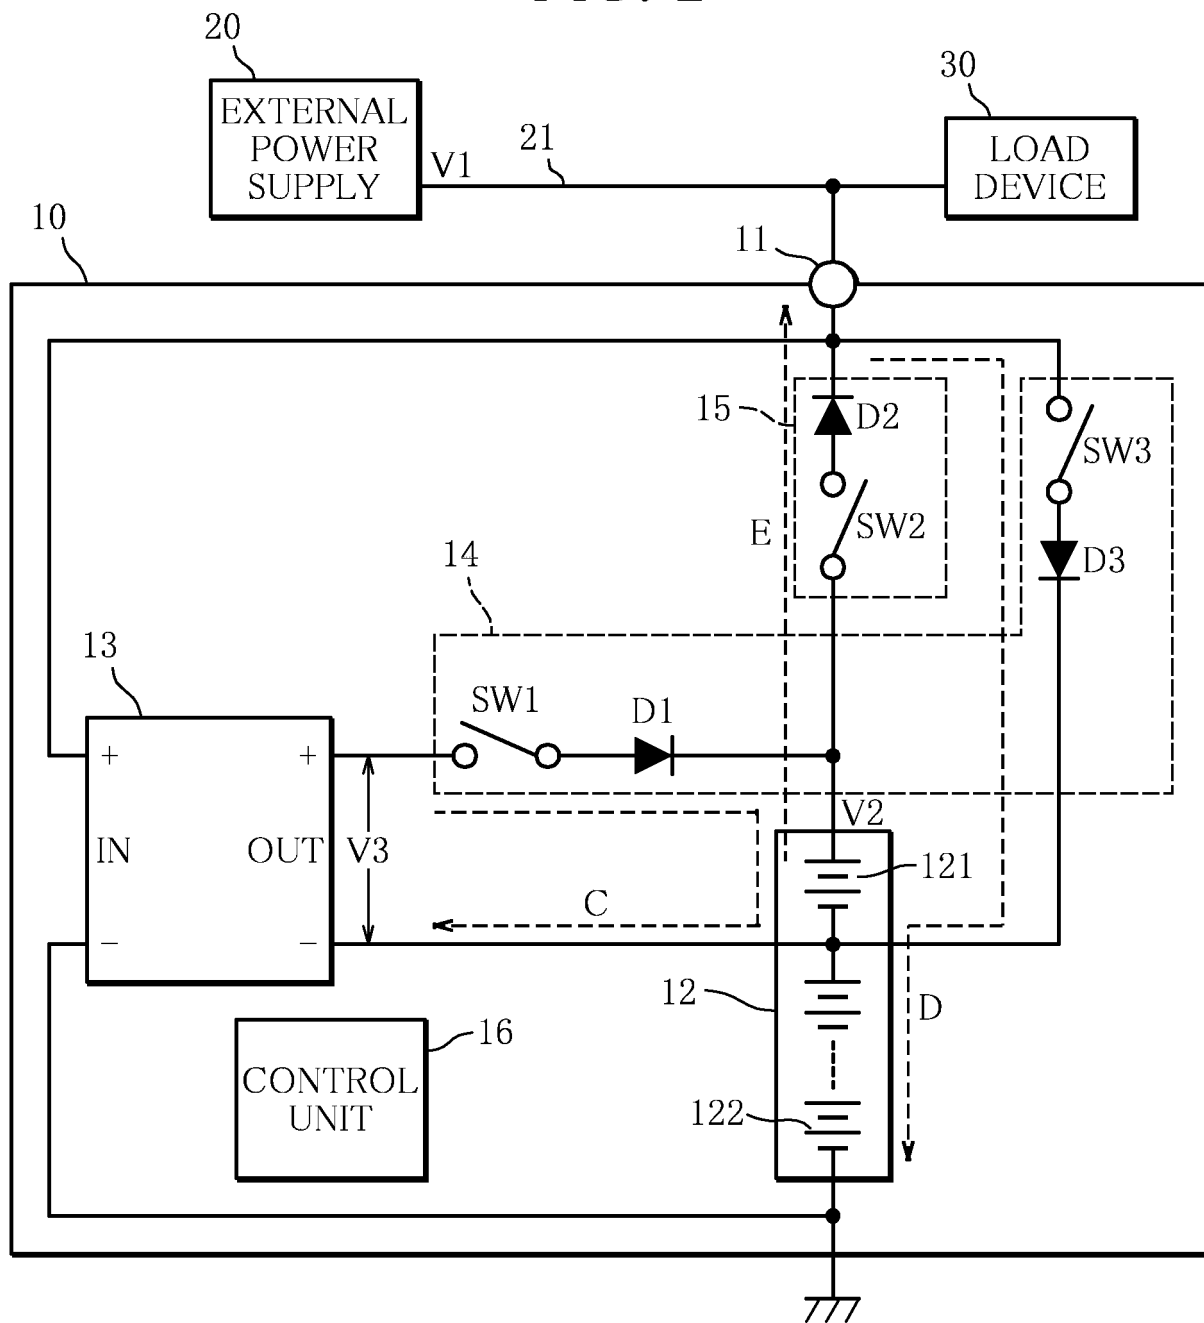 20
30
EXTERNAL
POWER
SUPPLY
V1
21
LOAD
DEVICE
10
11
15
D2
SW3
E
SW2
D3
14
13
SW1
D1
+
+
V2
IN
OUT
V3
121
C
−
−
12
D
16
CONTROL
UNIT
122